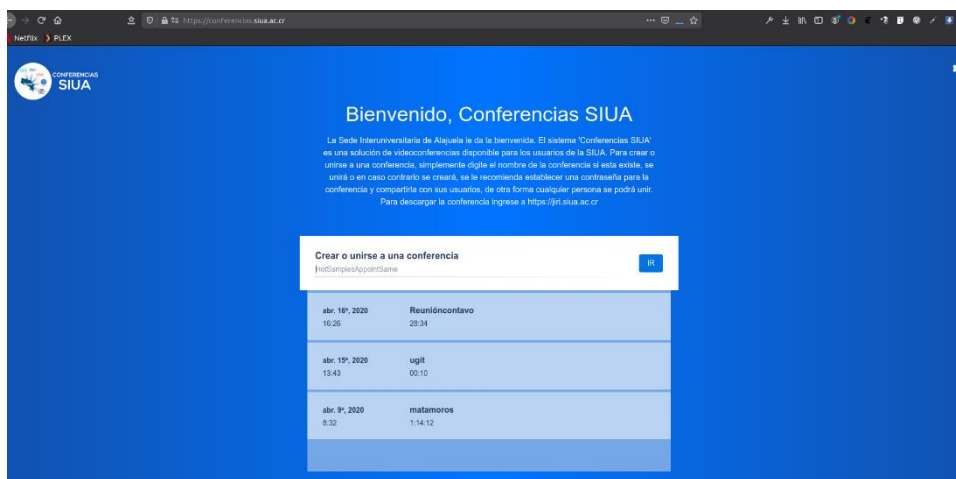 https://conferencias.siua.ac.cr
Netflix
PLEX
CONFERENCIAS
SIUA
Bienvenido, Conferencias SIUA
La Sede Interuniversitaria de Alajuela le da la bienvenida. El sistema 'Conferencias SIUA'
es una solución de videoconferencias disponible para los usuarios de la SIUA. Para crear o
unirse a una conferencia, simplemente digite el nombre de la conferencia si esta existe, se
unirá o en caso contrario se creará, se le recomienda establecer una contraseña para la
conferencia y compartirla con sus usuarios, de otra forma cualquier persona se podrá unir.
Para descargar la conferencia ingrese a https://jiri.siua.ac.cr
Crear o unirse a una conferencia
HotSamplesAppointSame
IR
abr. 16º, 2020
Reunióncontavo
16:26
28:34
abr. 15º, 2020
ugit
13:43
00:10
abr. 9º, 2020
matamoros
8:32
1:14:12